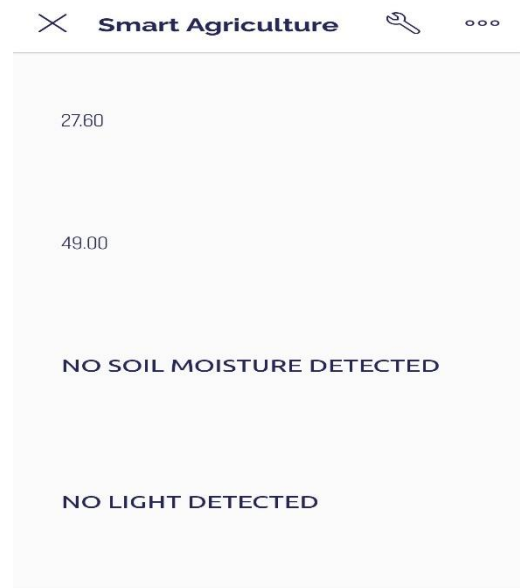 Smart Agriculture
27.60
49.00
NO SOIL MOISTURE DETECTED
NO LIGHT DETECTED